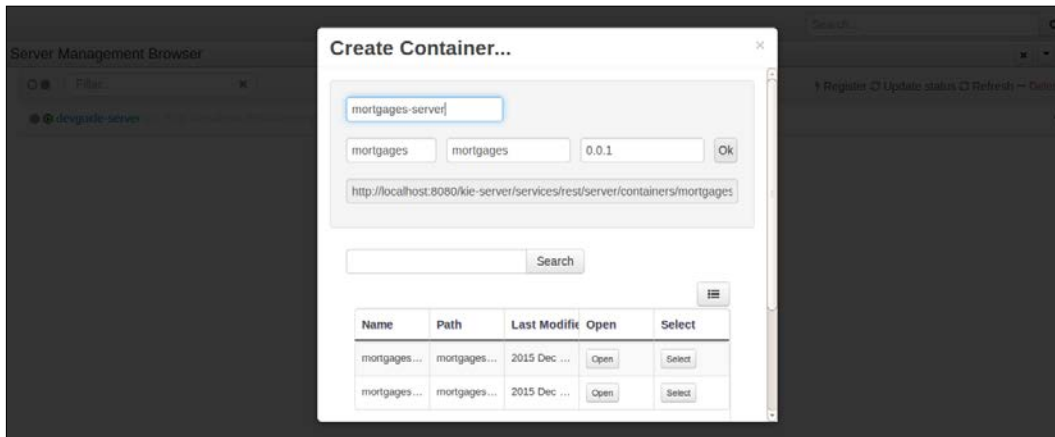 Search...
Server Management Browser
Filter...
Register Update status Refresh
devguide-server
Create Container...
×
mortgages-server
mortgages mortgages 0.0.1 Ok
http://localhost:8080/kie-server/services/rest/server/containers/mortgages
Search
Name Path Last Modifie Open Select
mortgages... mortgages... 2015 Dec ... Open Select
mortgages... mortgages... 2015 Dec ... Open Select